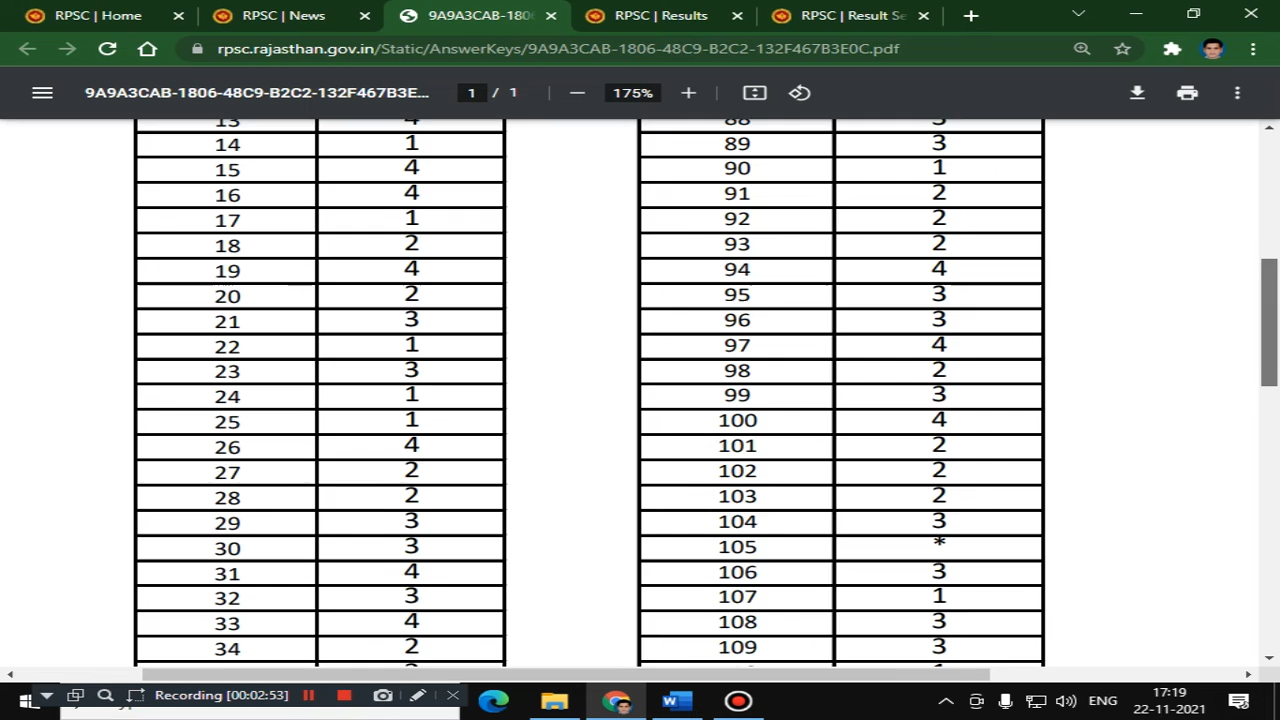 RPSC | Home
RPSC | News
9A9A3CAB-180
RPSC | Results
RPSC | Result Se
rpsc.rajasthan.gov.in/Static/AnswerKeys/9A9A3CAB-1806-48C9-B2C2-132F467B3E0C.pdf
9A9A3CAB-1806-48C9-B2C2-132F467B3E... 1 / 1 175%
13 4 88 3
14 1 89 3
15 4 90 1
16 4 91 2
17 1 92 2
18 2 93 2
19 4 94 4
20 2 95 3
21 3 96 3
22 1 97 4
23 3 98 2
24 1 99 3
25 1 100 4
26 4 101 2
27 2 102 2
28 2 103 2
29 3 104 3
30 3 105 *
31 4 106 3
32 3 107 1
33 4 108 3
34 2 109 3
Recording [00:02:53]
ENG
17:19
22-11-2021